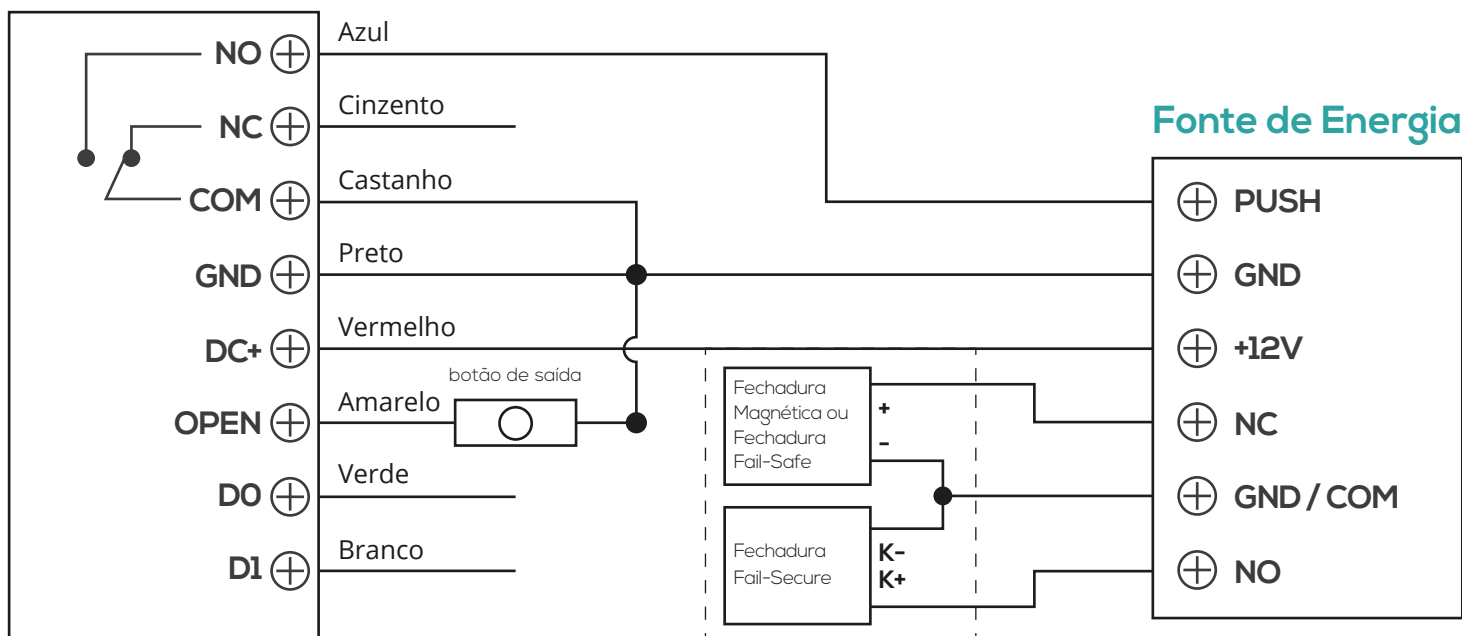 NO
Azul
NC
Cinzento
COM
Castanho
GND
Preto
DC+
Vermelho
OPEN
Amarelo
botão de saída
D0
Verde
D1
Branco
Fechadura
Magnética ou
Fechadura
Fail-Safe
+
-
Fechadura
Fail-Secure
K-
K+
Fonte de Energia
PUSH
GND
+12V
NC
GND / COM
NO